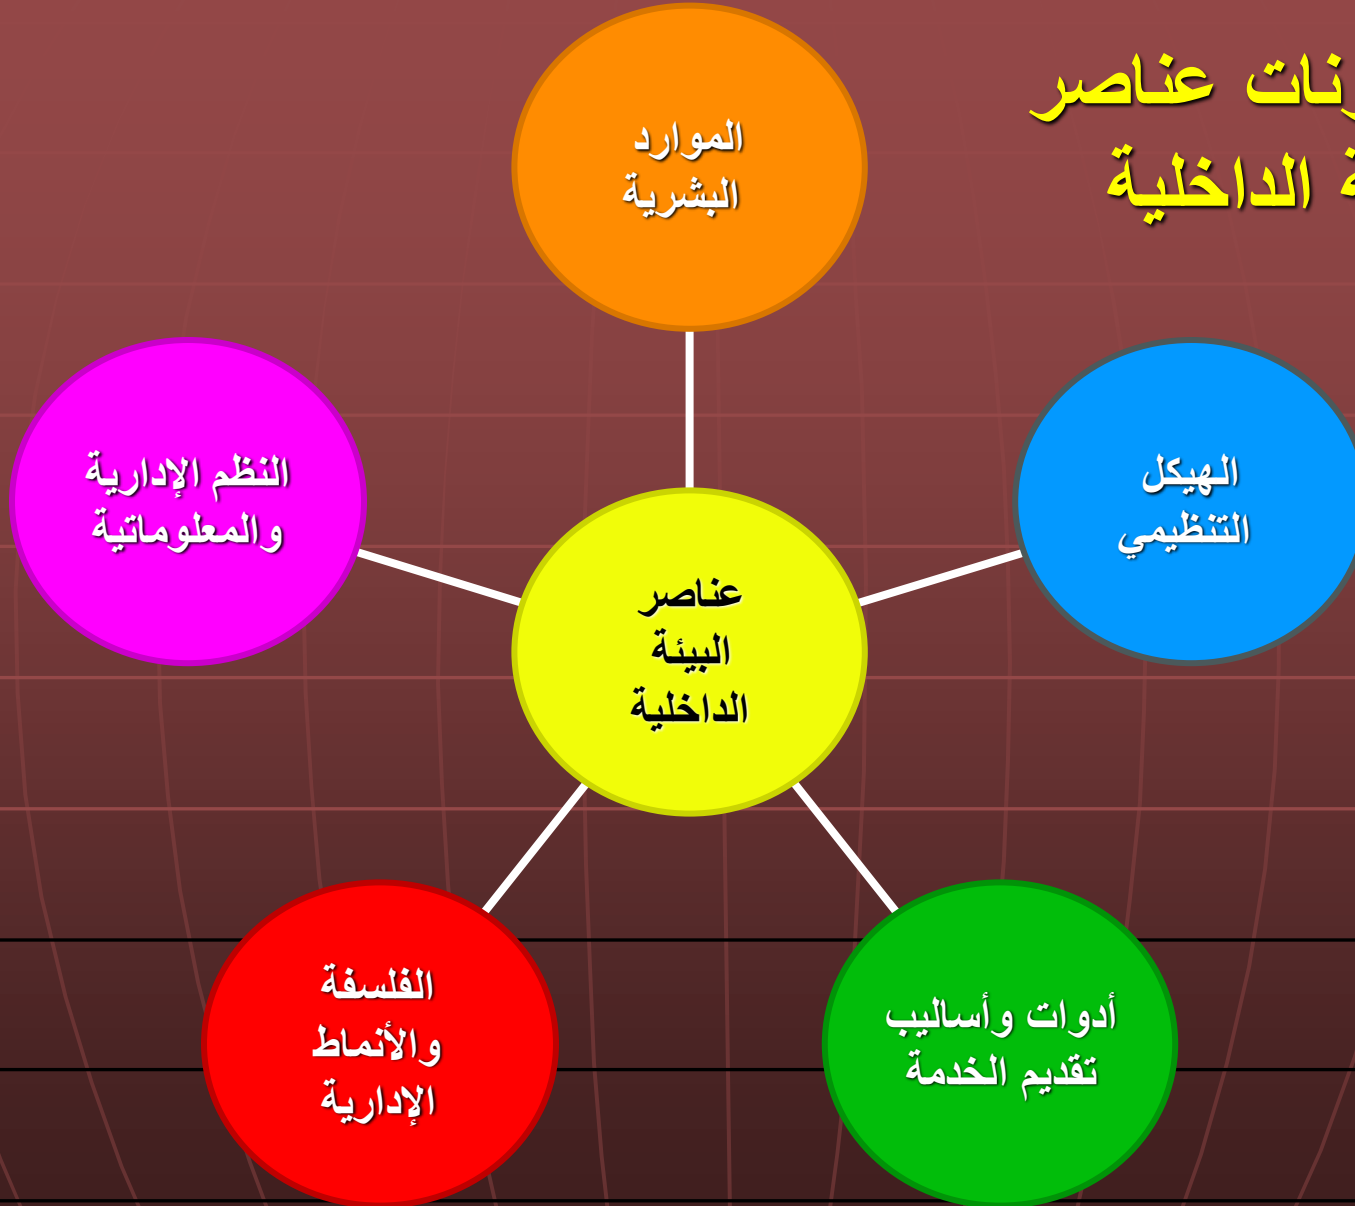 عناصر
الداخلية
الموارد
البشرية
الهيكل
التنظيمي
النظم الإدارية
والمعلوماتية
عناصر
البيئة
الداخلية
أدوات وأساليب
تقديم الخدمة
الفلسفة
والأنماط
الإدارية